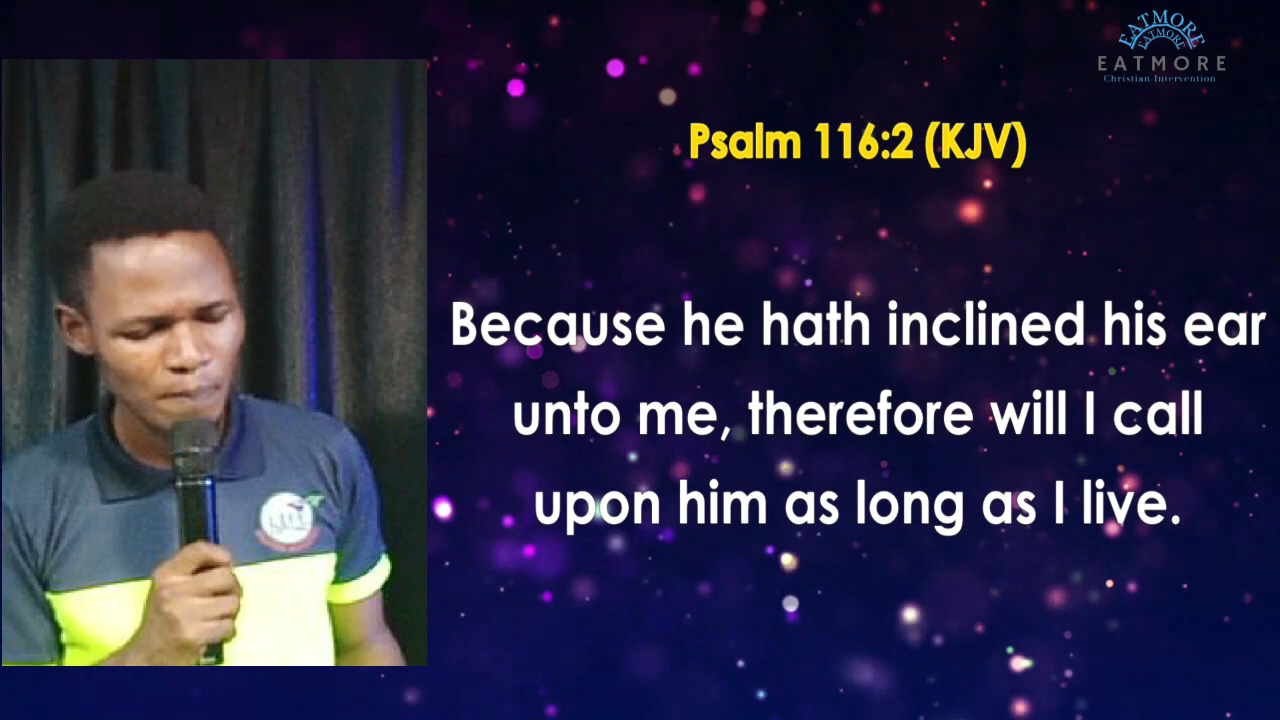 EATMORE
EATMORE
EATMORE
Christian Intervention
Psalm 116:2 (KJV)
Because he hath inclined his ear
unto me, therefore will I call
upon him as long as I live.